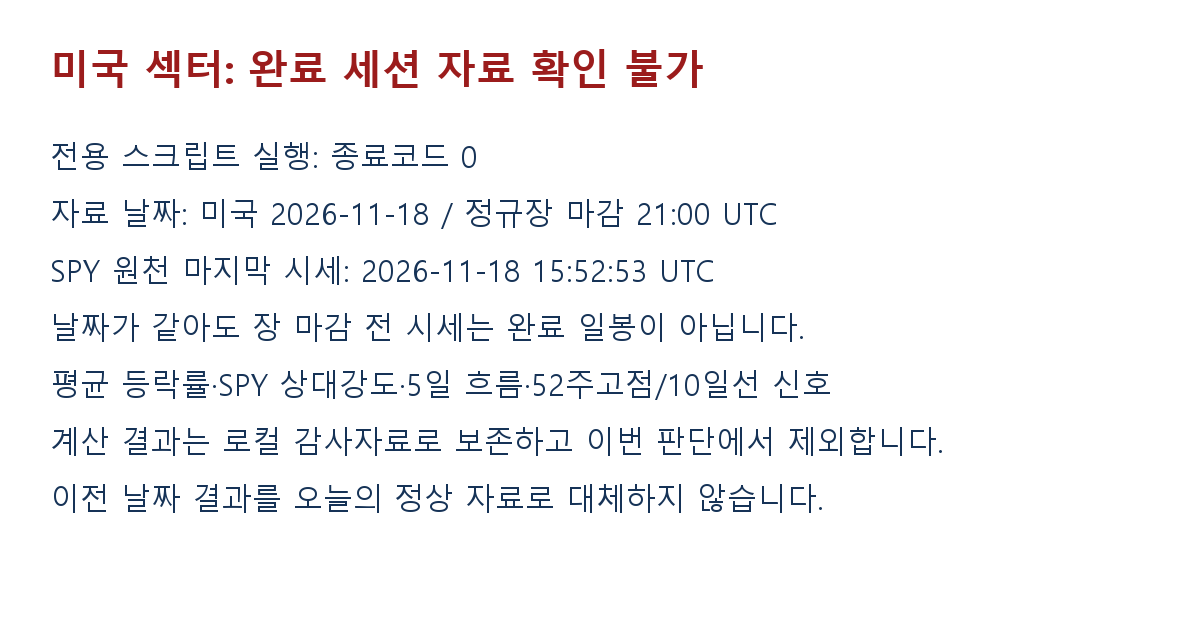 미국 섹터: 완료 세션 자료 확인 불가
전용 스크립트 실행: 종료코드 0
자료 날짜: 미국 2026-11-18 / 정규장 마감 21:00 UTC
SPY 원천 마지막 시세: 2026-11-18 15:52:53 UTC
날짜가 같아도 장 마감 전 시세는 완료 일봉이 아닙니다.
평균 등락률·SPY 상대강도·5일 흐름·52주고점/10일선 신호
계산 결과는 로컬 감사자료로 보존하고 이번 판단에서 제외합니다.
이전 날짜 결과를 오늘의 정상 자료로 대체하지 않습니다.